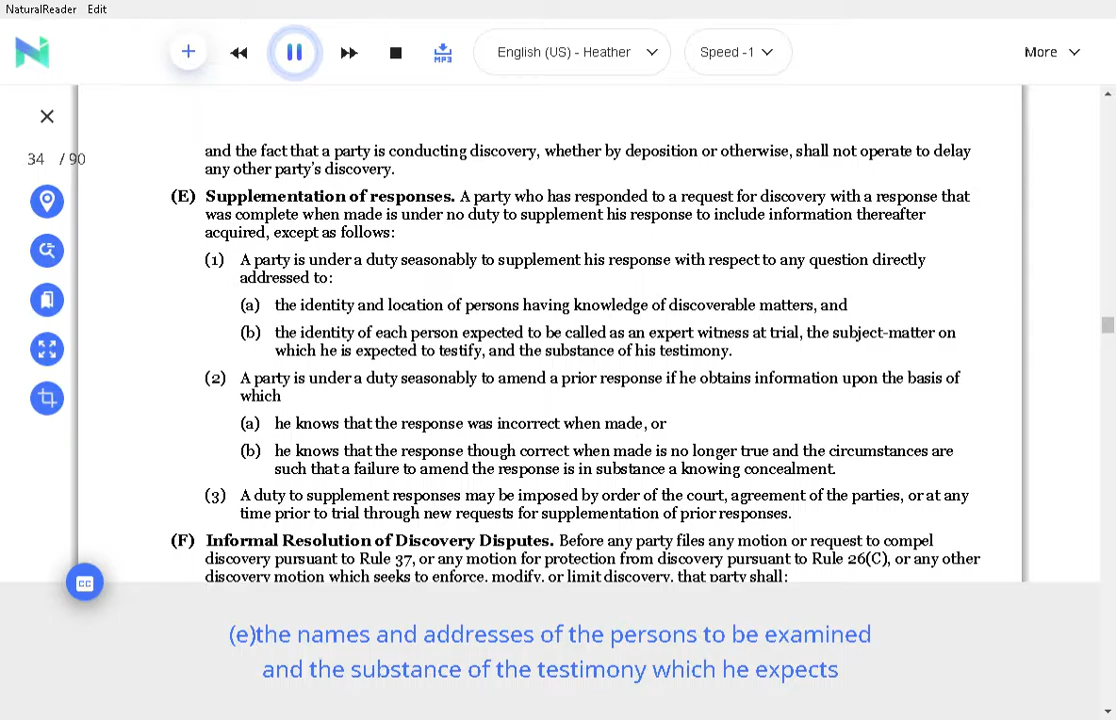 NaturalReader Edit
MP3
English (US) - Heather
Speed -1
More
34 / 90
and the fact that a party is conducting discovery, whether by deposition or otherwise, shall not operate to delay
any other party's discovery.
(E) Supplementation of responses. A party who has responded to a request for discovery with a response that
was complete when made is under no duty to supplement his response to include information thereafter
acquired, except as follows:
(1) A party is under a duty seasonably to supplement his response with respect to any question directly
addressed to:
(a) the identity and location of persons having knowledge of discoverable matters, and
(b) the identity of each person expected to be called as an expert witness at trial, the subject-matter on
which he is expected to testify, and the substance of his testimony.
(2) A party is under a duty seasonably to amend a prior response if he obtains information upon the basis of
which
(a) he knows that the response was incorrect when made, or
(b) he knows that the response though correct when made is no longer true and the circumstances are
such that a failure to amend the response is in substance a knowing concealment.
(3) A duty to supplement responses may be imposed by order of the court, agreement of the parties, or at any
time prior to trial through new requests for supplementation of prior responses.
(F) Informal Resolution of Discovery Disputes. Before any party files any motion or request to compel
discovery pursuant to Rule 37, or any motion for protection from discovery pursuant to Rule 26(C), or any other
discovery motion which seeks to enforce, modify, or limit discovery, that party shall:
CC
(e)the names and addresses of the persons to be examined
and the substance of the testimony which he expects